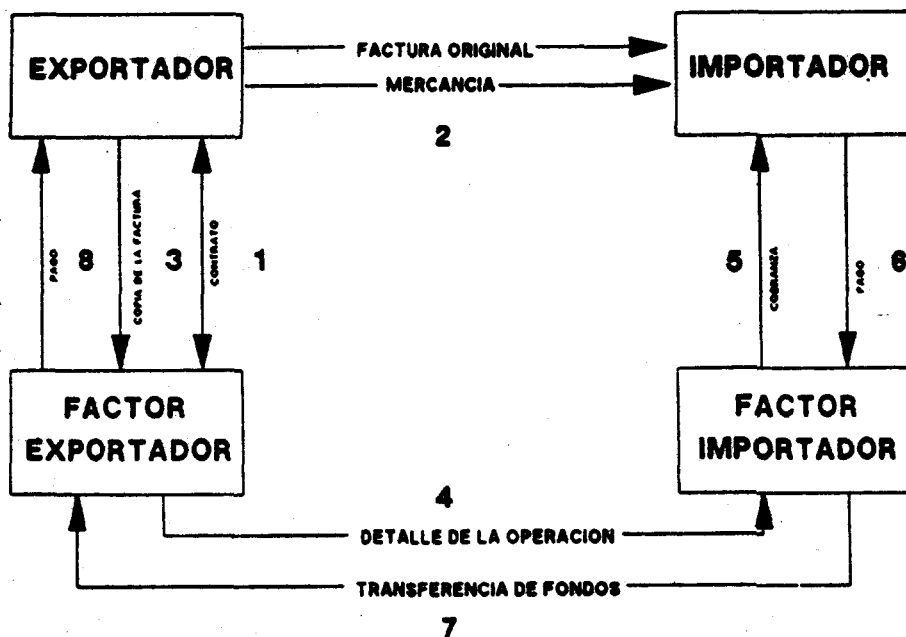 EXPORTADOR
FACTURA ORIGINAL
MERCANCIA
IMPORTADOR
2
PAGO
8
COPIA DE LA FACTURA
3
CONTRATO
1
5
COBRANZA
PAGO
6
FACTOR
EXPORTADOR
FACTOR
IMPORTADOR
4
DETALLE DE LA OPERACION
TRANSFERENCIA DE FONDOS
7